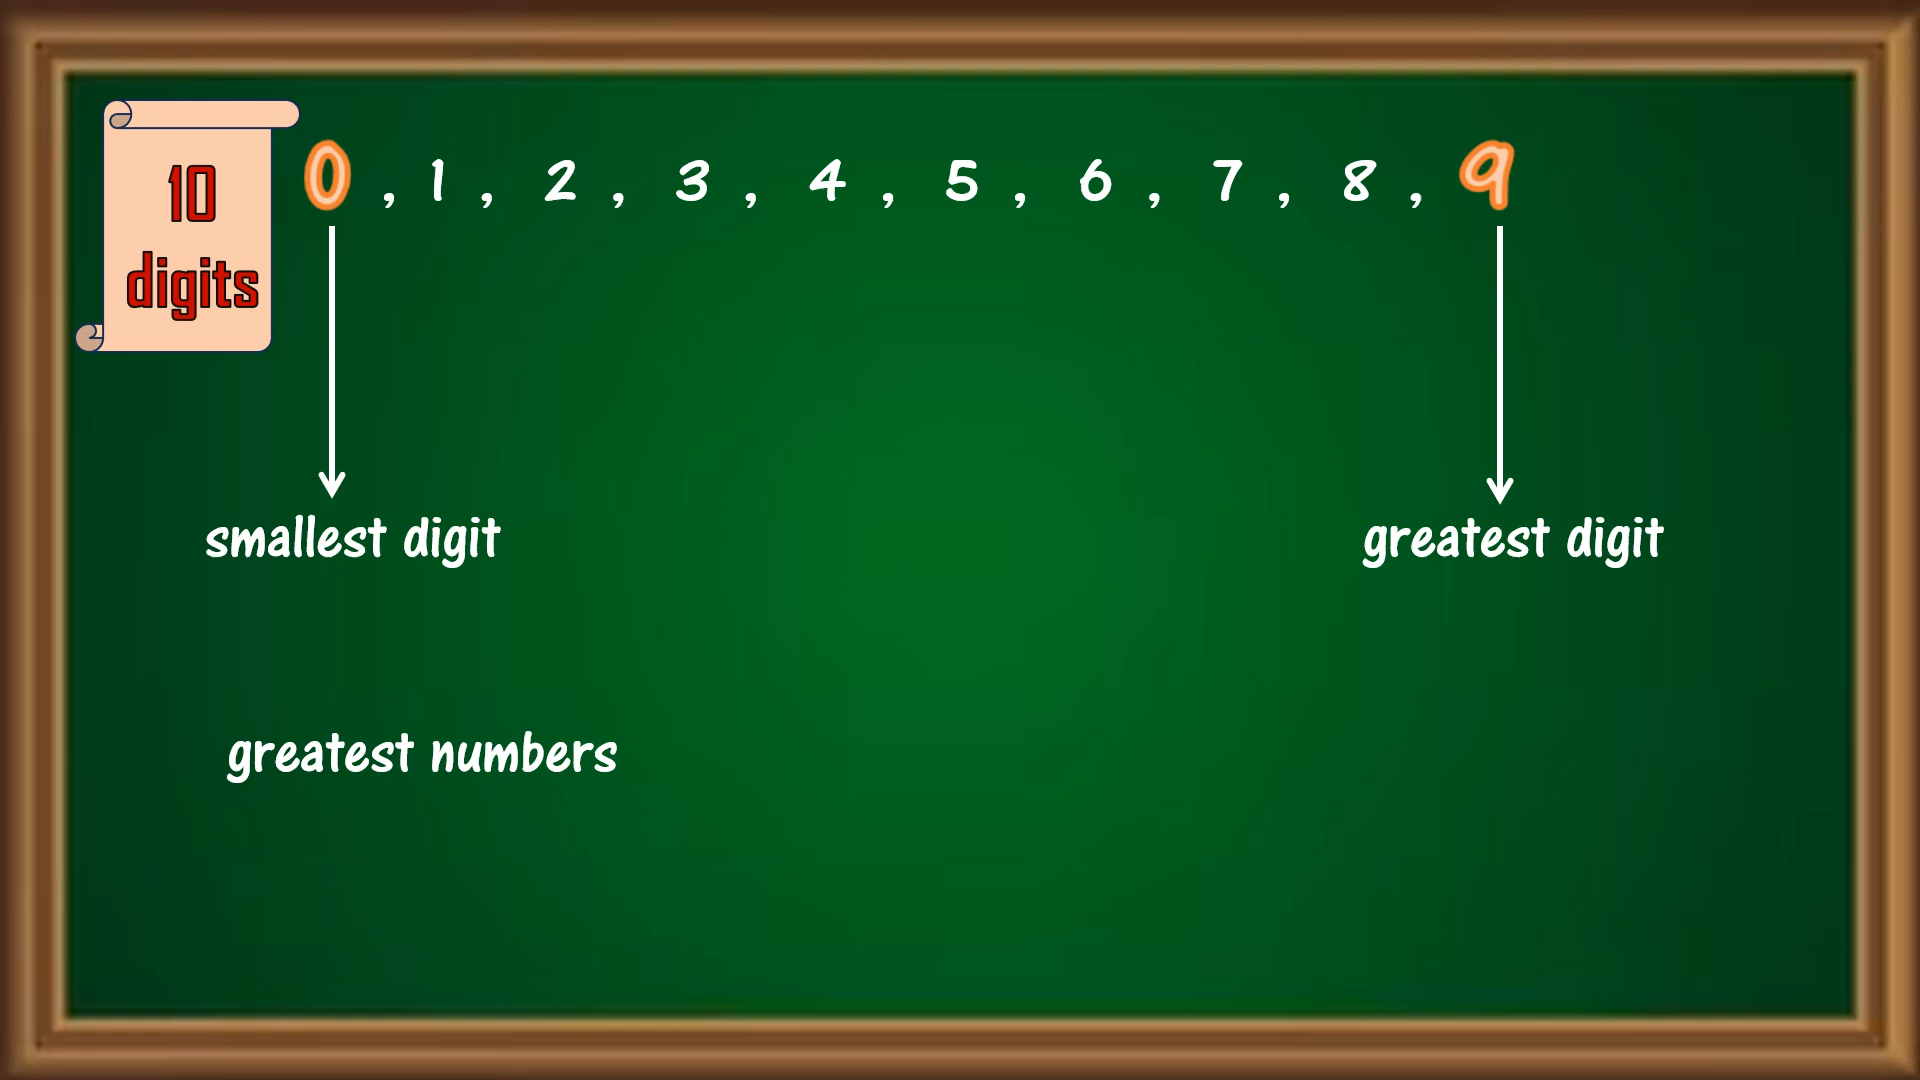 10
digits
0 , 1 , 2 , 3 , 4 , 5 , 6 , 7 , 8 , 9
smallest digit
greatest digit
greatest numbers